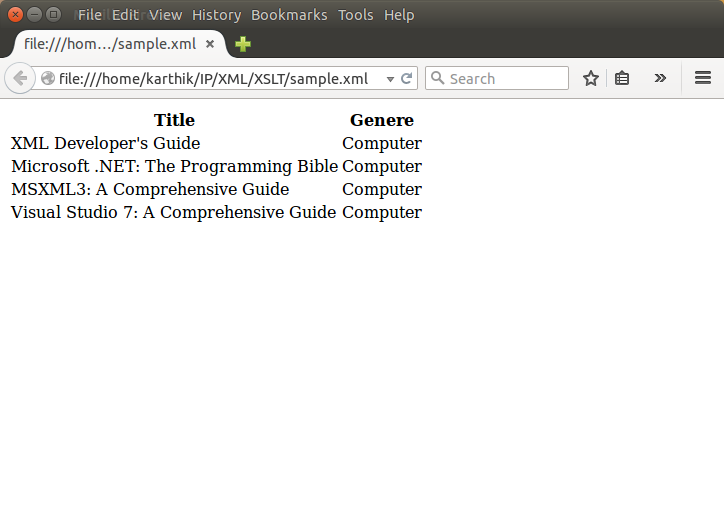 File Edit View History Bookmarks Tools Help
file:///hom…/sample.xml
file:///home/karthik/IP/XML/XSLT/sample.xml Search
Title Genere
XML Developer's Guide Computer
Microsoft .NET: The Programming Bible Computer
MSXML3: A Comprehensive Guide Computer
Visual Studio 7: A Comprehensive Guide Computer